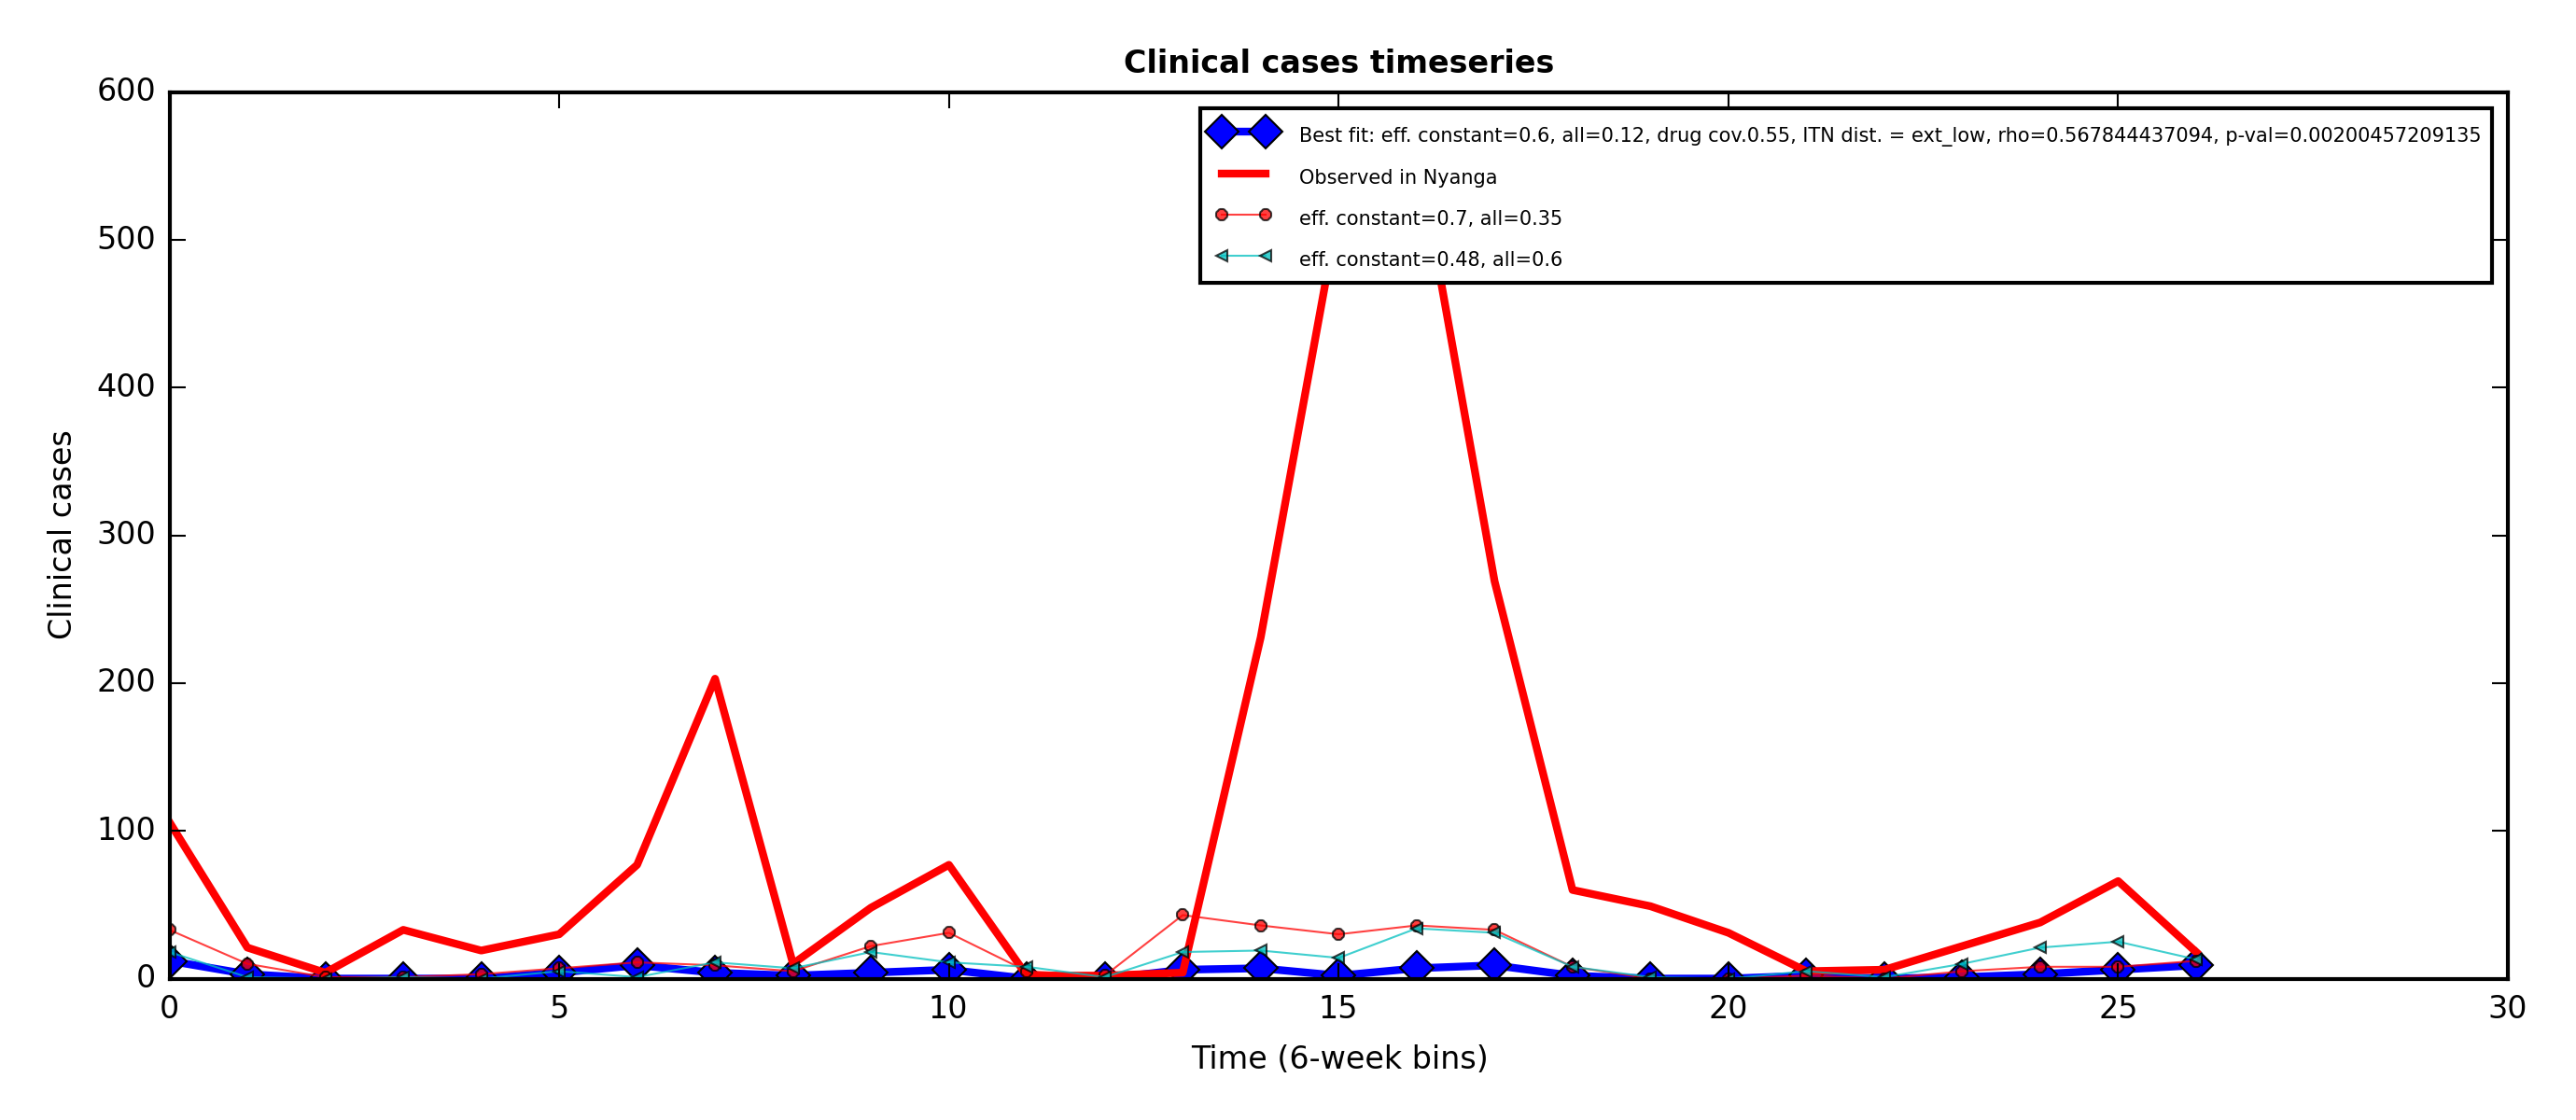 Clinical cases timeseries
600
500
400
300
200
100
0
Clinical cases
Best fit: eff. constant=0.6, all=0.12, drug cov.0.55, ITN dist. = ext_low, rho=0.567844437094, p-val=0.00200457209135
Observed in Nyanga
eff. constant=0.7, all=0.35
eff. constant=0.48, all=0.6
0 5 10 15 20 25 30
Time (6-week bins)